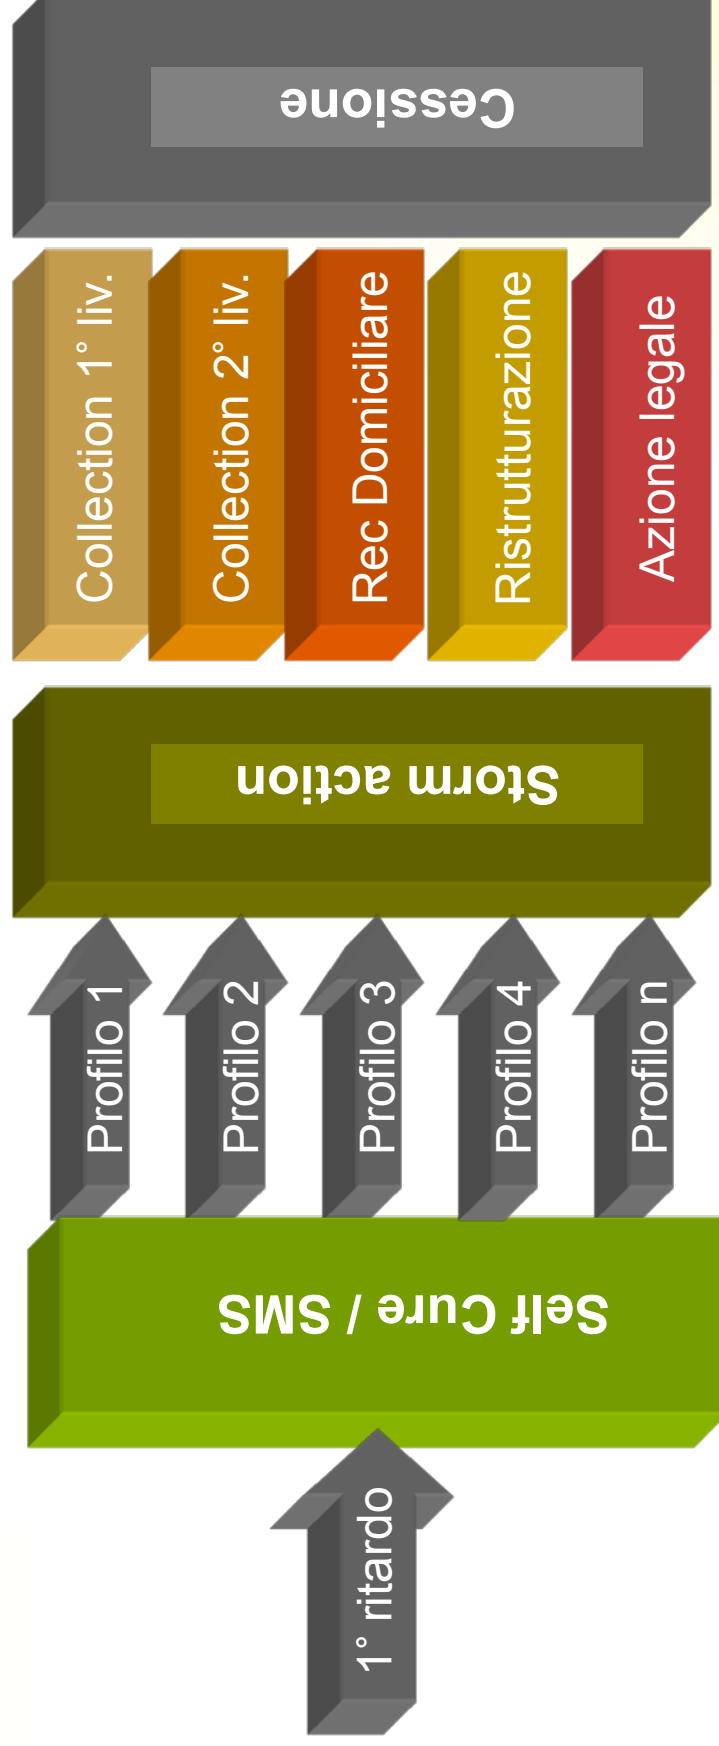 1° ritardo
Self Cure / SMS
Profilo 1
Profilo 2
Profilo 3
Profilo 4
Profilo n
Storm action
Collection 1° liv.
Collection 2° liv.
Rec Domiciliare
Ristrutturazione
Azione legale
Cessione